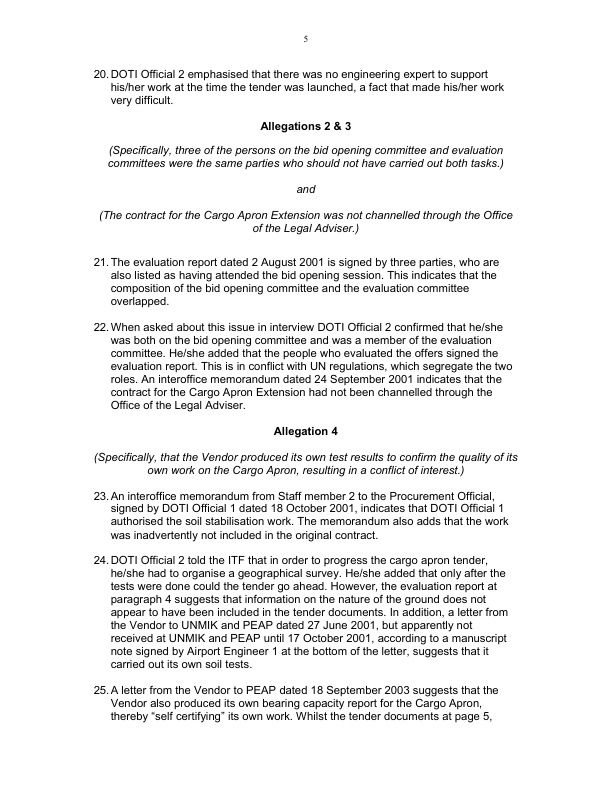 5
20. DOTI Official 2 emphasised that there was no engineering expert to support
his/her work at the time the tender was launched, a fact that made his/her work
very difficult.
Allegations 2 & 3
(Specifically, three of the persons on the bid opening committee and evaluation
committees were the same parties who should not have carried out both tasks.)
and
(The contract for the Cargo Apron Extension was not channelled through the Office
of the Legal Adviser.)
21. The evaluation report dated 2 August 2001 is signed by three parties, who are
also listed as having attended the bid opening session. This indicates that the
composition of the bid opening committee and the evaluation committee
overlapped.
22. When asked about this issue in interview DOTI Official 2 confirmed that he/she
was both on the bid opening committee and was a member of the evaluation
committee. He/she added that the people who evaluated the offers signed the
evaluation report. This is in conflict with UN regulations, which segregate the two
roles. An interoffice memorandum dated 24 September 2001 indicates that the
contract for the Cargo Apron Extension had not been channelled through the
Office of the Legal Adviser.
Allegation 4
(Specifically, that the Vendor produced its own test results to confirm the quality of its
own work on the Cargo Apron, resulting in a conflict of interest.)
23. An interoffice memorandum from Staff member 2 to the Procurement Official,
signed by DOTI Official 1 dated 18 October 2001, indicates that DOTI Official 1
authorised the soil stabilisation work. The memorandum also adds that the work
was inadvertently not included in the original contract.
24. DOTI Official 2 told the ITF that in order to progress the cargo apron tender,
he/she had to organise a geographical survey. He/she added that only after the
tests were done could the tender go ahead. However, the evaluation report at
paragraph 4 suggests that information on the nature of the ground does not
appear to have been included in the tender documents. In addition, a letter from
the Vendor to UNMIK and PEAP dated 27 June 2001, but apparently not
received at UNMIK and PEAP until 17 October 2001, according to a manuscript
note signed by Airport Engineer 1 at the bottom of the letter, suggests that it
carried out its own soil tests.
25. A letter from the Vendor to PEAP dated 18 September 2003 suggests that the
Vendor also produced its own bearing capacity report for the Cargo Apron,
thereby “self certifying” its own work. Whilst the tender documents at page 5,